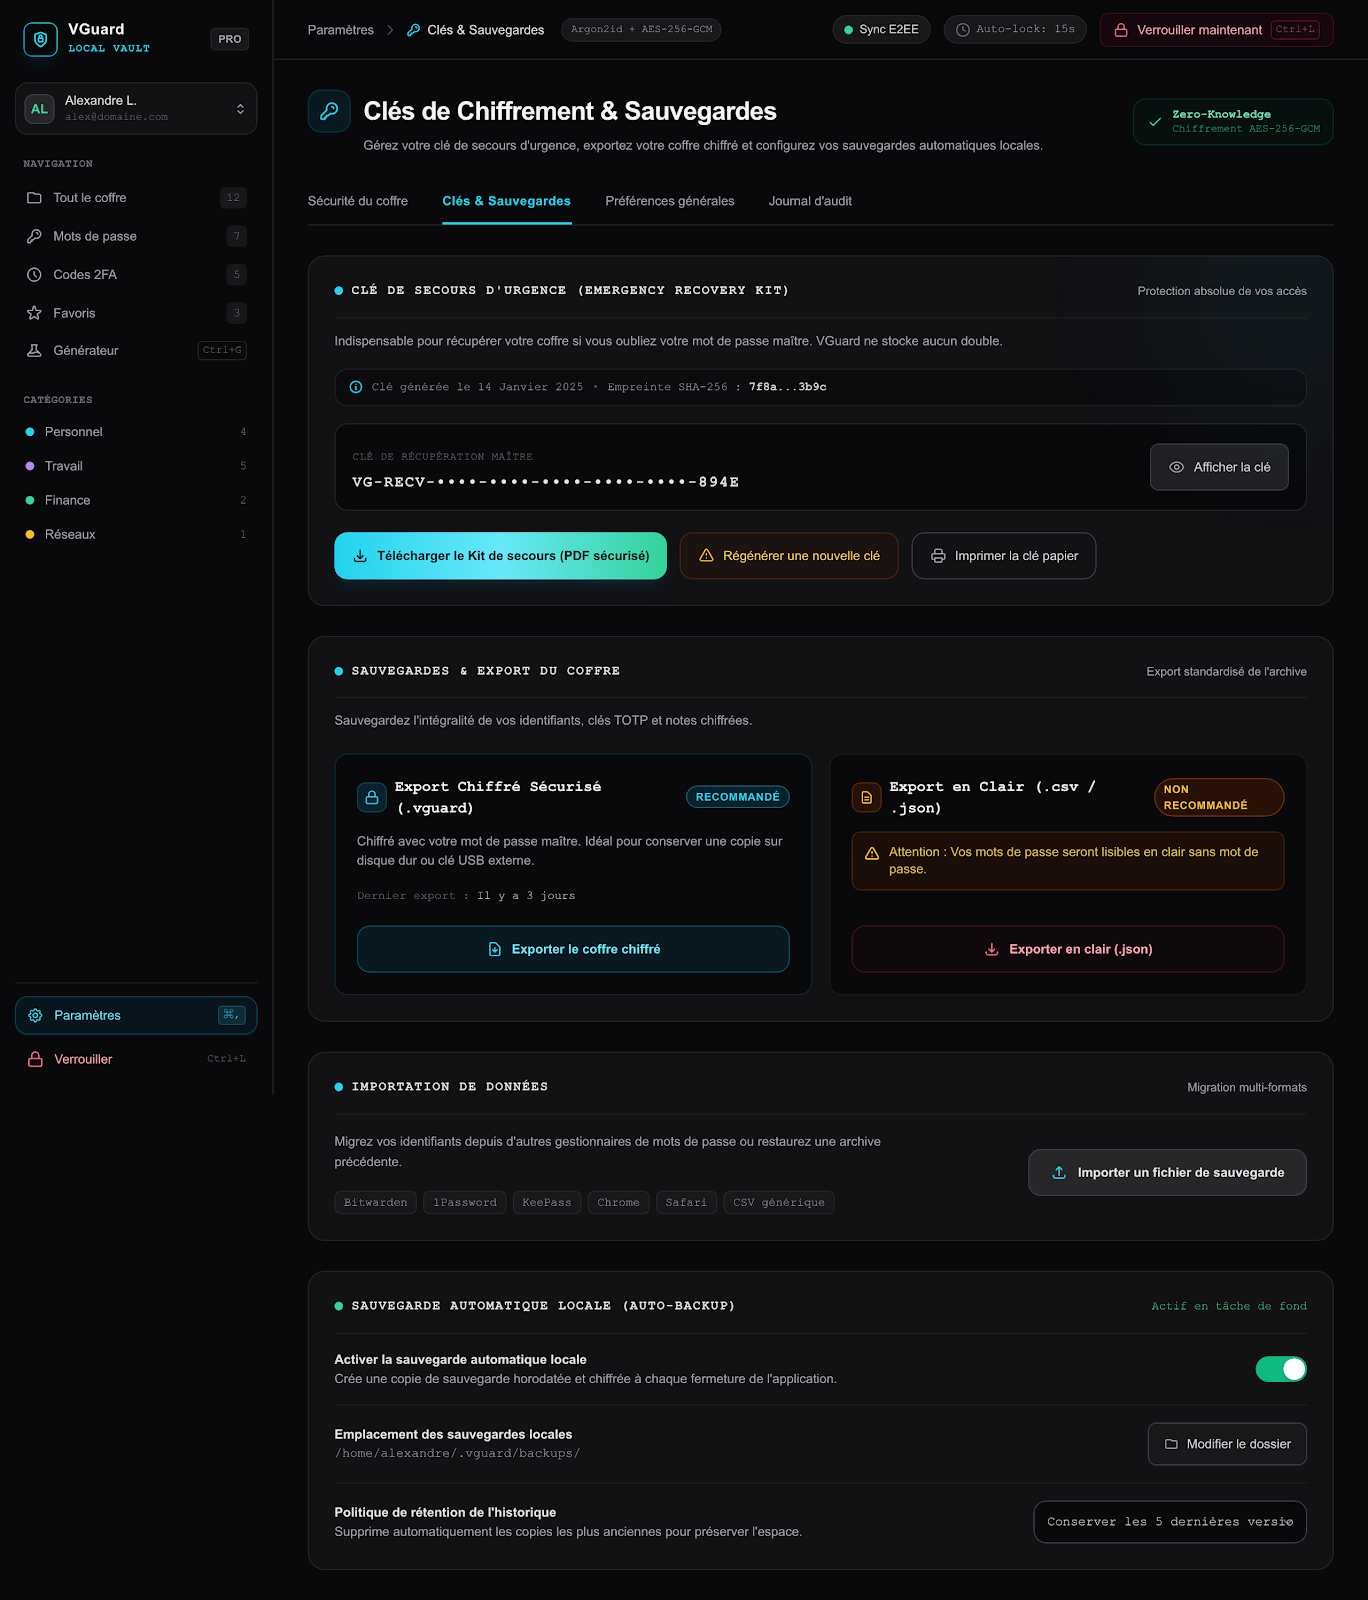 VGuard
LOCAL VAULT
PRO
AL
Alexandre L.
alex@domaine.com
NAVIGATION
Tout le coffre 12
Mots de passe 7
Codes 2FA 5
Favoris 3
Générateur Ctrl+G
CATÉGORIES
Personnel 4
Travail 5
Finance 2
Réseaux 1
Paramètres ⌘,
Verrouiller Ctrl+L
Paramètres > Clés & Sauvegardes Argon2id + AES-256-GCM
Sync E2EE
Auto-lock: 15s
Verrouiller maintenant Ctrl+L
Clés de Chiffrement & Sauvegardes
Gérez votre clé de secours d'urgence, exportez votre coffre chiffré et configurez vos sauvegardes automatiques locales.
Zero-Knowledge
Chiffrement AES-256-GCM
Sécurité du coffre Clés & Sauvegardes Préférences générales Journal d'audit
CLÉ DE SECOURS D'URGENCE (EMERGENCY RECOVERY KIT)
Protection absolue de vos accès
Indispensable pour récupérer votre coffre si vous oubliez votre mot de passe maître. VGuard ne stocke aucun double.
Clé générée le 14 Janvier 2025 • Empreinte SHA-256 : 7f8a...3b9c
CLÉ DE RÉCUPÉRATION MAÎTRE
VG-RECV-••••-••••-••••-••••-••••-894E
Afficher la clé
Télécharger le Kit de secours (PDF sécurisé)
Régénérer une nouvelle clé
Imprimer la clé papier
SAUVEGARDES & EXPORT DU COFFRE
Export standardisé de l'archive
Sauvegardez l'intégralité de vos identifiants, clés TOTP et notes chiffrées.
Export Chiffré Sécurisé
(.vguard)
RECOMMANDÉ
Chiffré avec votre mot de passe maître. Idéal pour conserver une copie sur
disque dur ou clé USB externe.
Dernier export : Il y a 3 jours
Exporter le coffre chiffré
Export en Clair (.csv /
.json)
NON
RECOMMANDÉ
Attention : Vos mots de passe seront lisibles en clair sans mot de
passe.
Exporter en clair (.json)
IMPORTATION DE DONNÉES
Migration multi-formats
Migrez vos identifiants depuis d'autres gestionnaires de mots de passe ou restaurez une archive
précédente.
Bitwarden 1Password KeePass Chrome Safari CSV générique
Importer un fichier de sauvegarde
SAUVEGARDE AUTOMATIQUE LOCALE (AUTO-BACKUP)
Actif en tâche de fond
Activer la sauvegarde automatique locale
Crée une copie de sauvegarde horodatée et chiffrée à chaque fermeture de l'application.
Emplacement des sauvegardes locales
/home/alexandre/.vguard/backups/
Modifier le dossier
Politique de rétention de l'historique
Supprime automatiquement les copies les plus anciennes pour préserver l'espace.
Conserver les 5 dernières versio